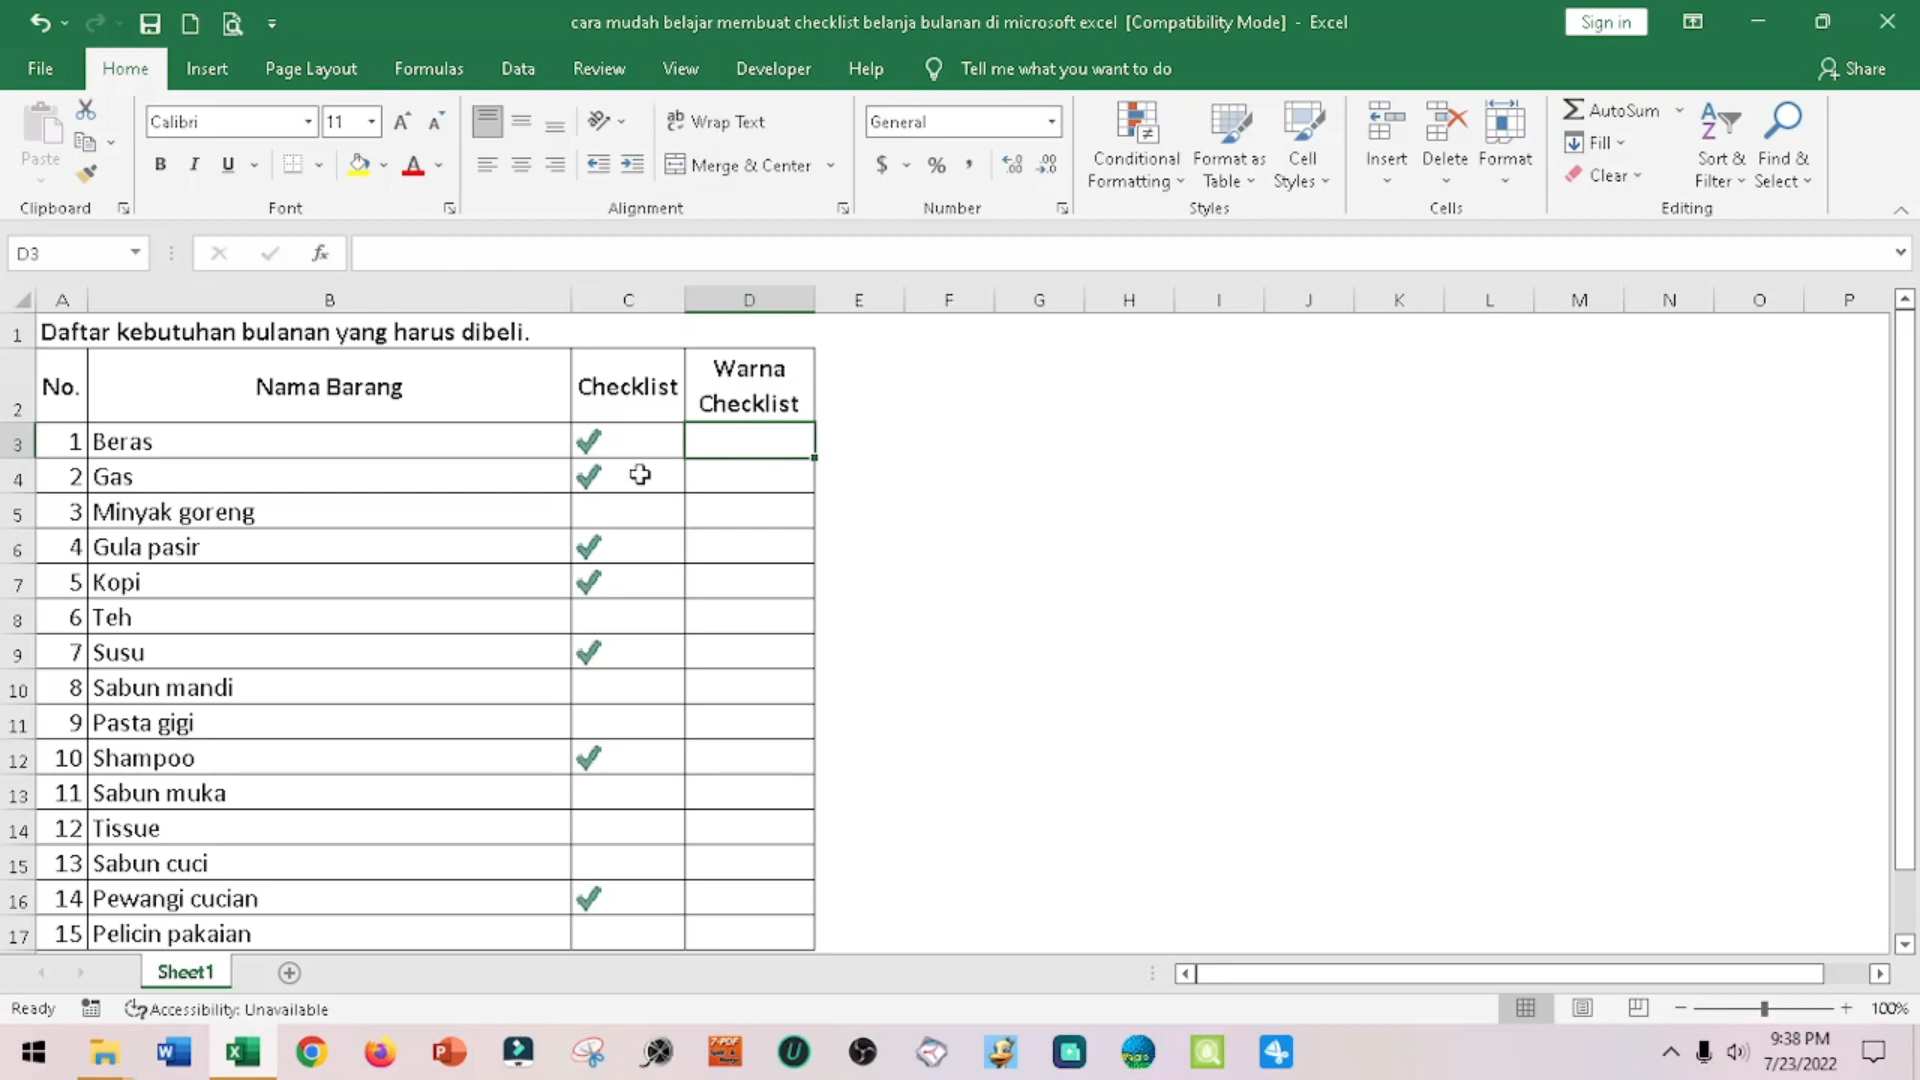 cara mudah belajar membuat checklist belanja bulanan di microsoft excel [Compatibility Mode] - Excel
Sign in
File Home Insert Page Layout Formulas Data Review View Developer Help Tell me what you want to do Share
Paste
Clipboard
Calibri 11
B I U
Font
Wrap Text
Merge & Center
Alignment
General
$ % ,
Number
Conditional Formatting
Format as Table
Cell Styles
Styles
Insert
Delete
Format
Cells
AutoSum
Fill
Clear
Sort & Filter
Find & Select
Editing
D3
fx
A B C D E F G H I J K L M N O P
1 Daftar kebutuhan bulanan yang harus dibeli.
2 No. Nama Barang Checklist Warna Checklist
3 1 Beras ✔
4 2 Gas ✔
5 3 Minyak goreng
6 4 Gula pasir ✔
7 5 Kopi ✔
8 6 Teh
9 7 Susu ✔
10 8 Sabun mandi
11 9 Pasta gigi
12 10 Shampoo ✔
13 11 Sabun muka
14 12 Tissue
15 13 Sabun cuci
16 14 Pewangi cucian ✔
17 15 Pelicin pakaian
Sheet1
Ready
Accessibility: Unavailable
100%
9:38 PM
7/23/2022